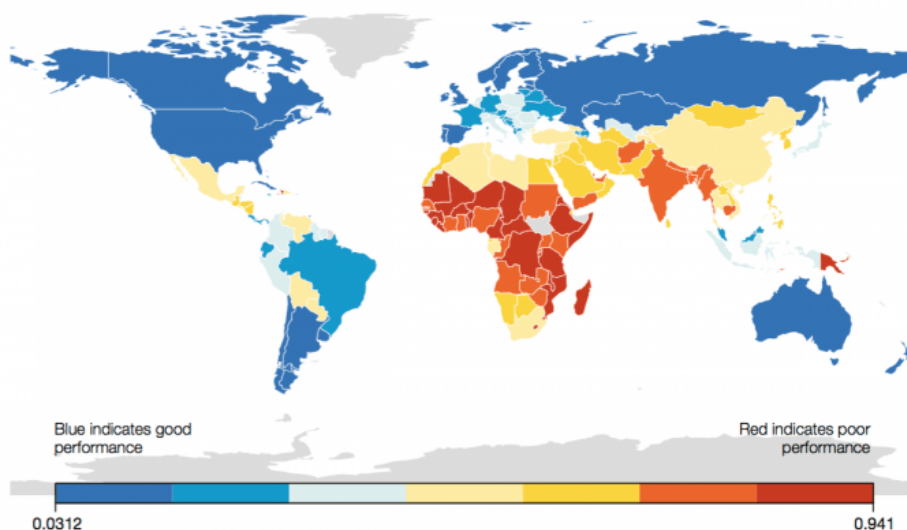 Blue indicates good
performance
Red indicates poor
performance
0.0312
0.941